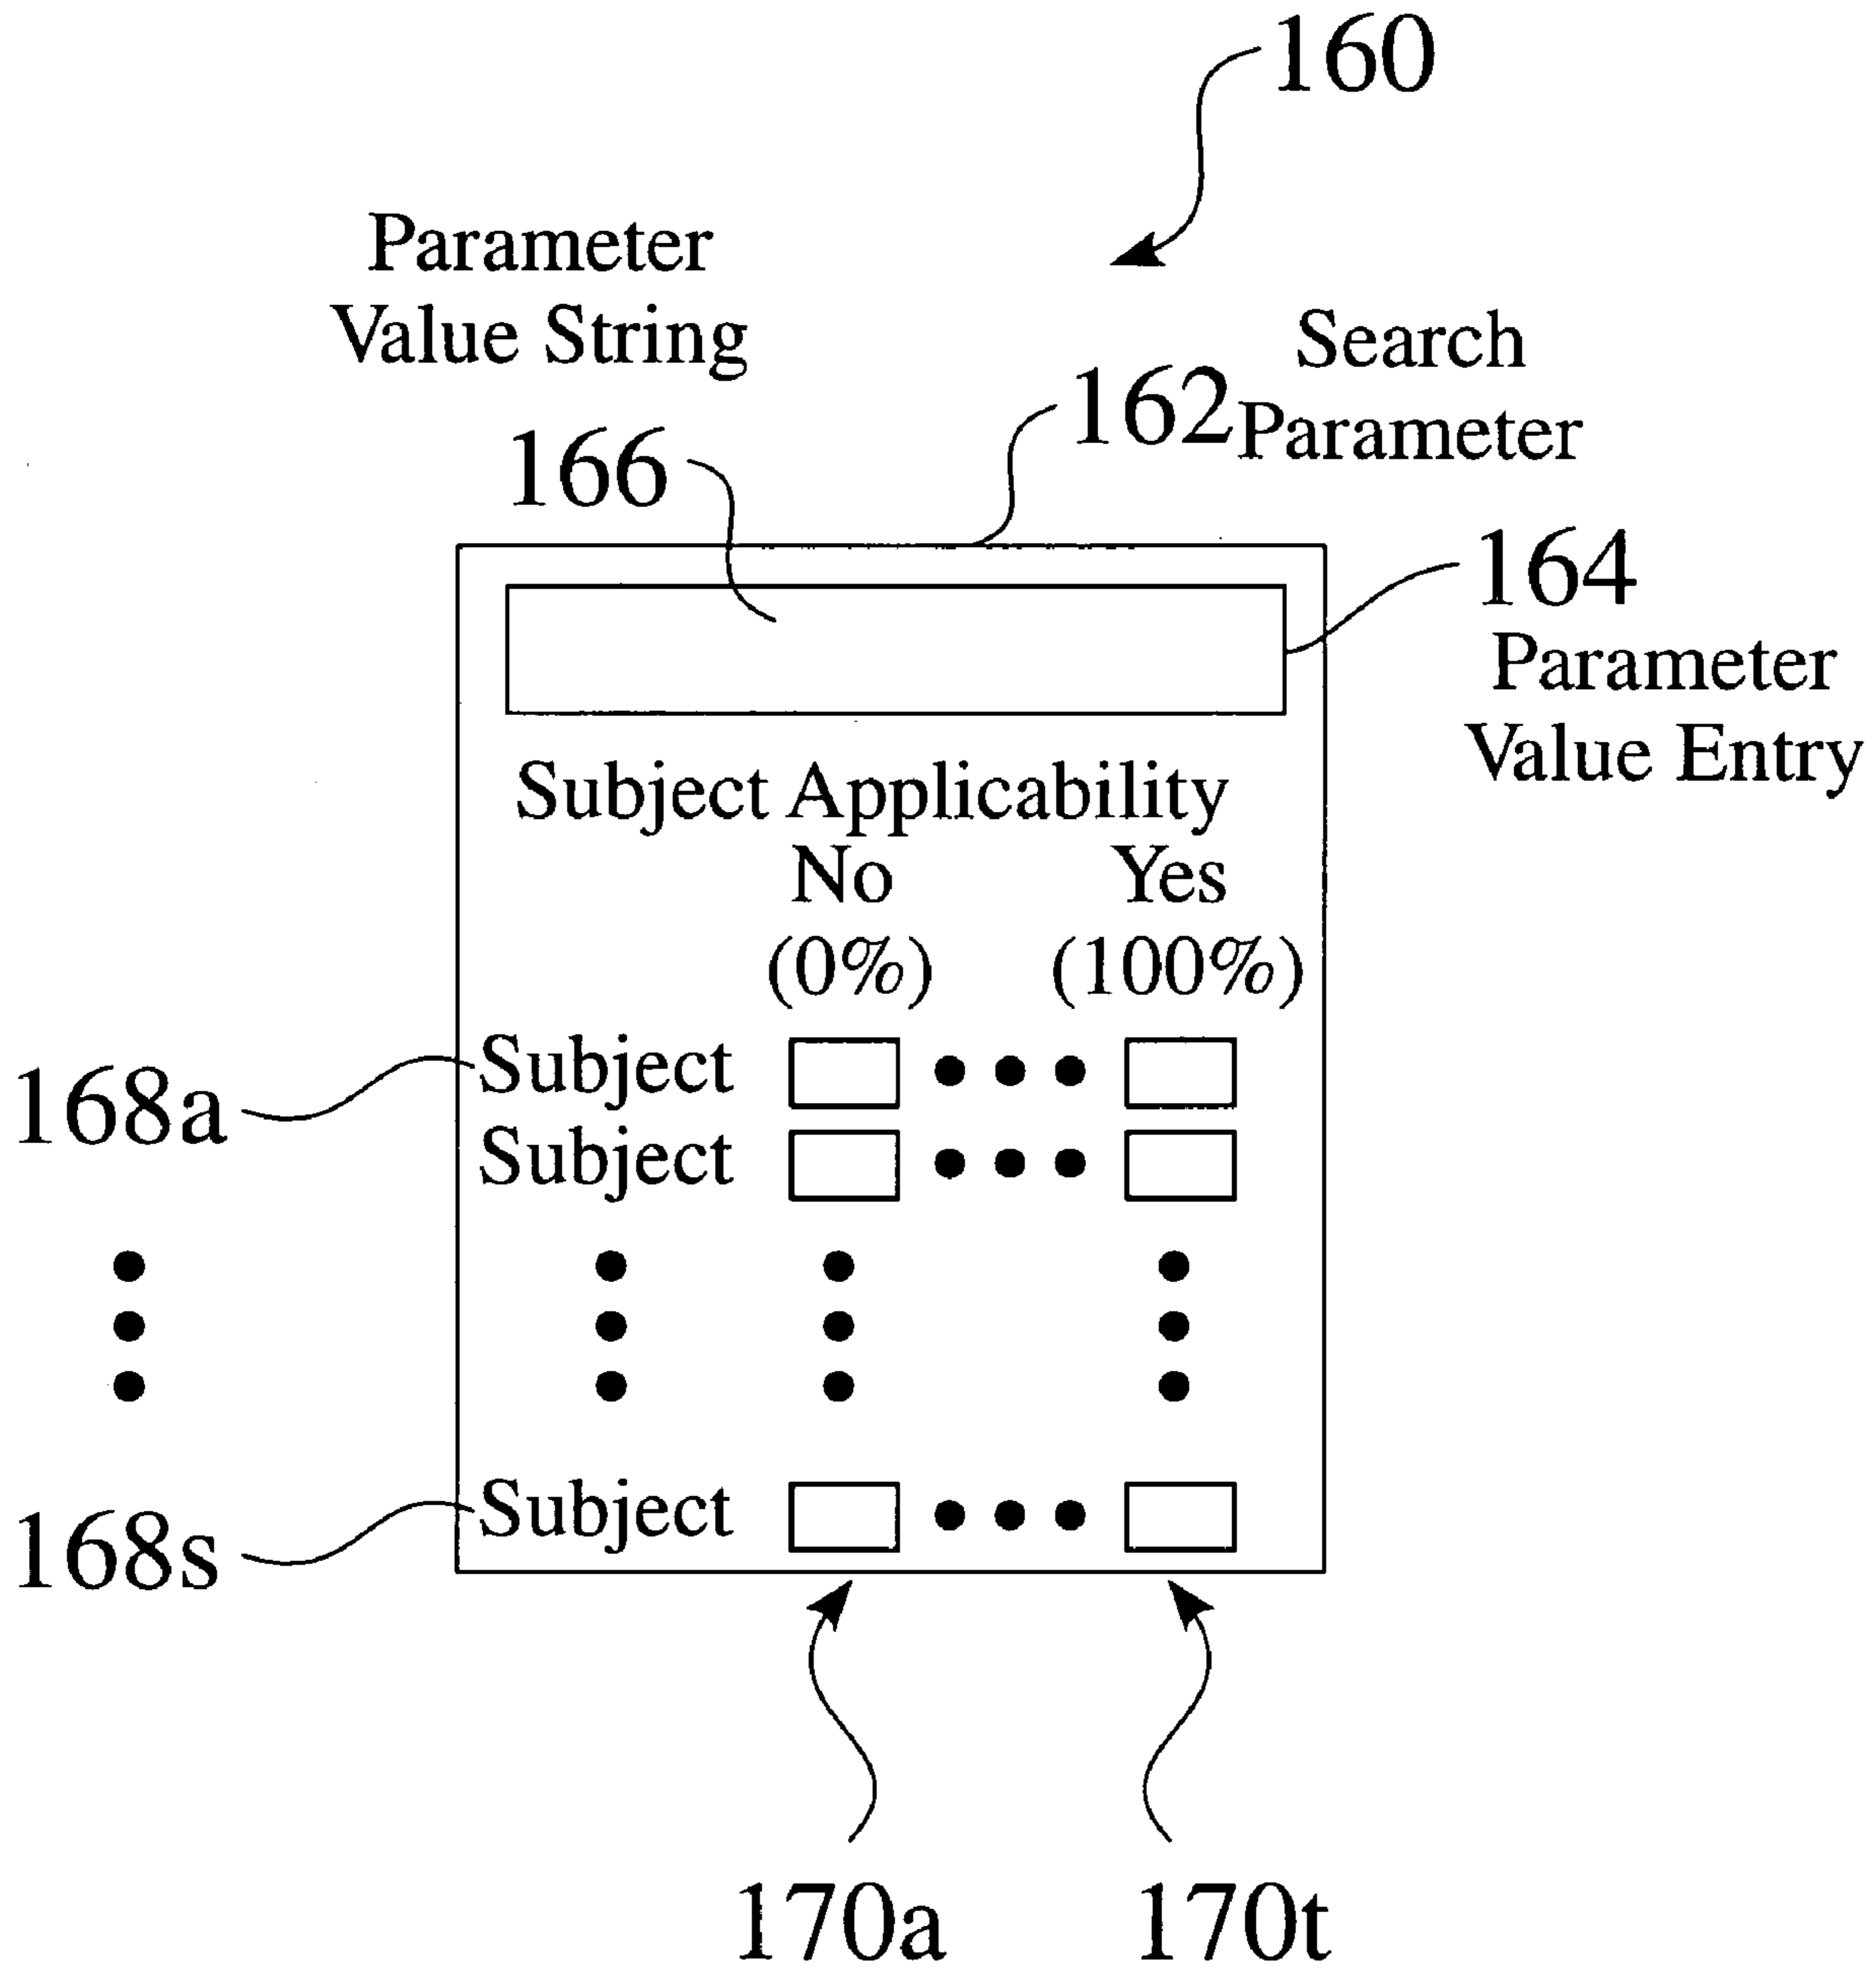 160
Parameter
Value String
Search
162 Parameter
166
164
Parameter
Value Entry
Subject Applicability
No Yes
(0%) (100%)
168a Subject
Subject
168s Subject
170a 170t